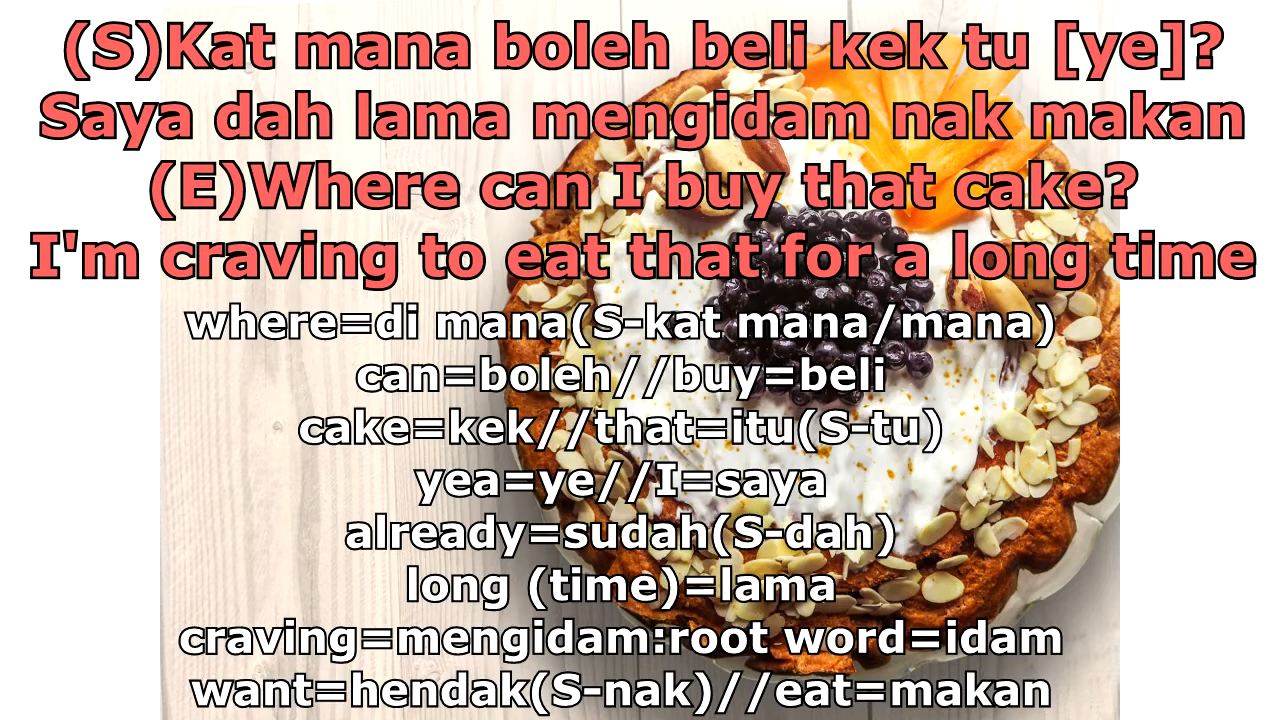 (S)Kat mana boleh beli kek tu [ye]?
Saya dah lama mengidam nak makan
(E)Where can I buy that cake?
I'm craving to eat that for a long time
where=di mana(S-kat mana/mana)
can=boleh//buy=beli
cake=kek//that=itu(S-tu)
yea=ye//I=saya
already=sudah(S-dah)
long (time)=lama
craving=mengidam:root word=idam
want=hendak(S-nak)//eat=makan